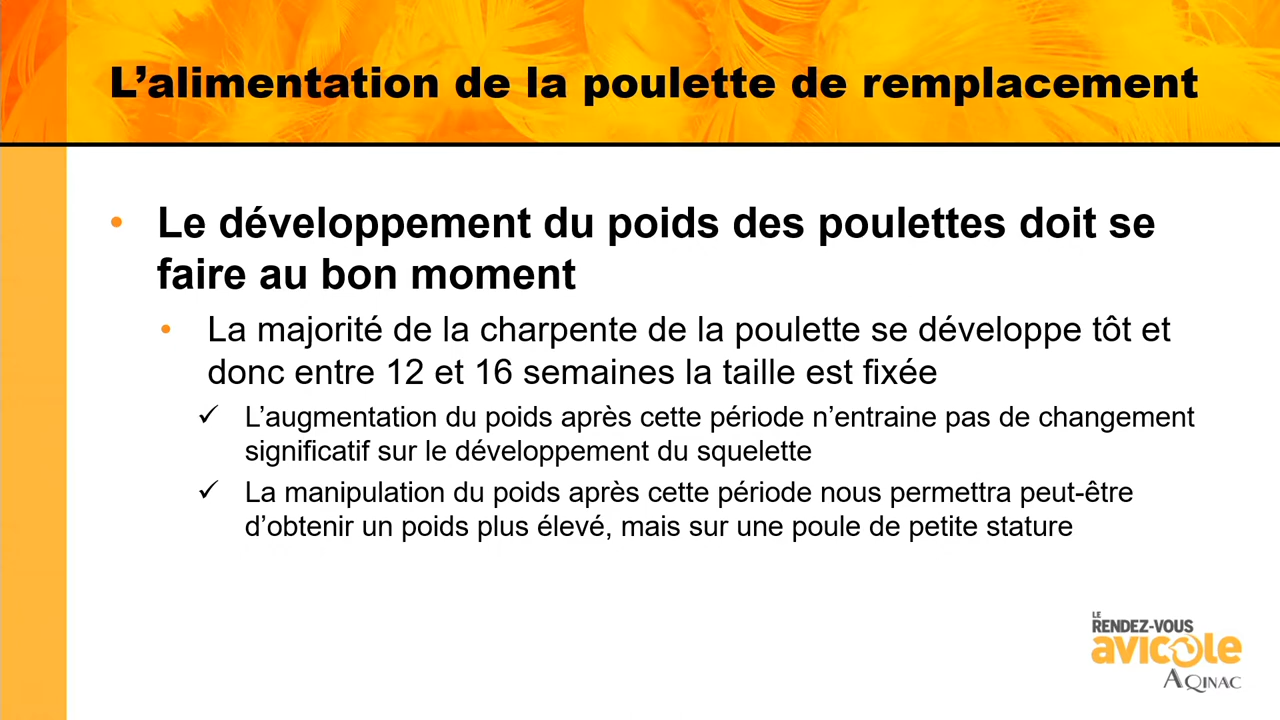 L’alimentation de la poulette de remplacement
• Le développement du poids des poulettes doit se
faire au bon moment
• La majorité de la charpente de la poulette se développe tôt et
donc entre 12 et 16 semaines la taille est fixée
✓ L’augmentation du poids après cette période n’entraine pas de changement
significatif sur le développement du squelette
✓ La manipulation du poids après cette période nous permettra peut-être
d’obtenir un poids plus élevé, mais sur une poule de petite stature
LE
RENDEZ-VOUS
avicole
AQINAC